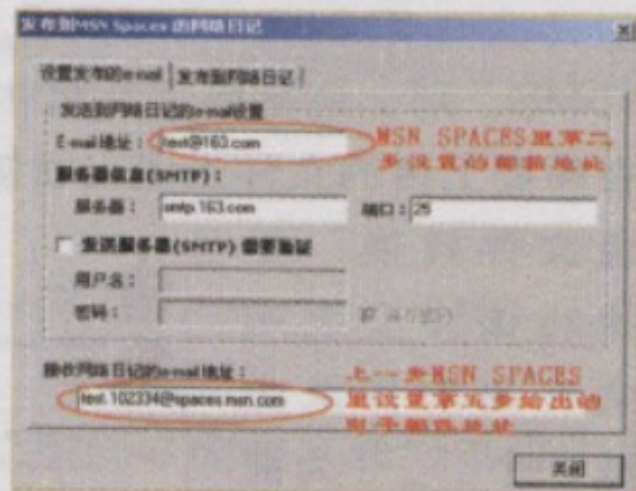 发布到MSN Spaces 的网络日记
设置发布的e-mail
发布到网络日记
发送到网络日记的e-mail设置
E-mail地址：
test@163.com
MSN SPACES里第二
步设置的邮箱地址
服务器信息(SMTP)：
服务器：
smtp.163.com
端口：
25
发送服务器(SMTP) 需要验证
用户名：
密码：
接收网络日记的e-mail地址：
test.102334@spaces.msn.com
上一步MSN SPACES
里设置第五步给出的
电子邮件地址
关闭